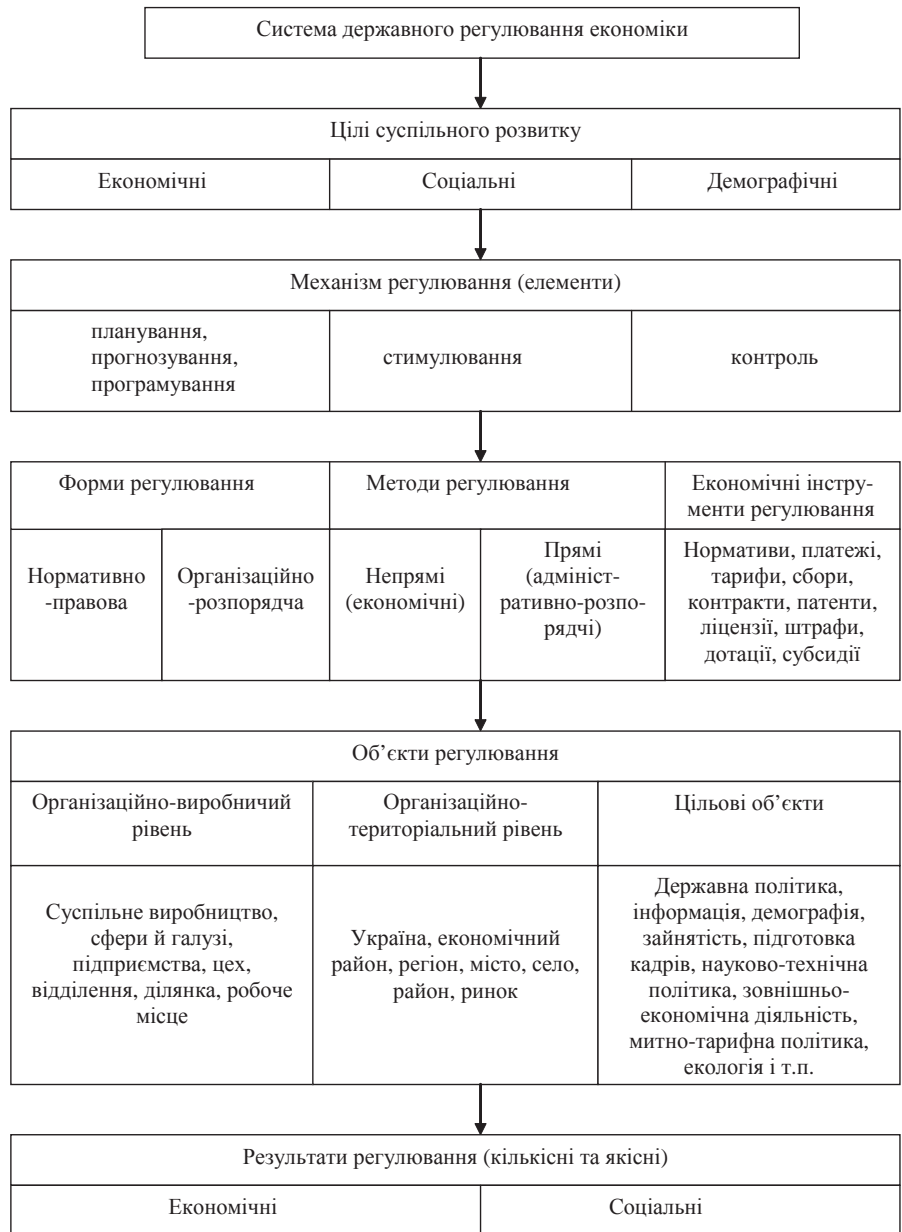 Система державного регулювання економіки
Цілі суспільного розвитку
Економічні
Соціальні
Демографічні
Механізм регулювання (елементи)
планування,
прогнозування,
програмування
стимулювання
контроль
Форми регулювання
Методи регулювання
Економічні інстру-
менти регулювання
Нормативно
-правова
Організаційно
-розпорядча
Непрямі
(економічні)
Прямі
(адмініст-
ративно-розпо-
рядчі)
Нормативи, платежі,
тарифи, сбори,
контракти, патенти,
ліцензії, штрафи,
дотації, субсидії
Об’єкти регулювання
Організаційно-виробничий
рівень
Організаційно-
територіальний рівень
Цільові об’єкти
Суспільне виробництво,
сфери й галузі,
підприємства, цех,
відділення, ділянка, робоче
місце
Україна, економічний
район, регіон, місто, село,
район, ринок
Державна політика,
інформація, демографія,
зайнятість, підготовка
кадрів, науково-технічна
політика, зовнішньо-
економічна діяльність,
митно-тарифна політика,
екологія і т.п.
Результати регулювання (кількісні та якісні)
Економічні
Соціальні